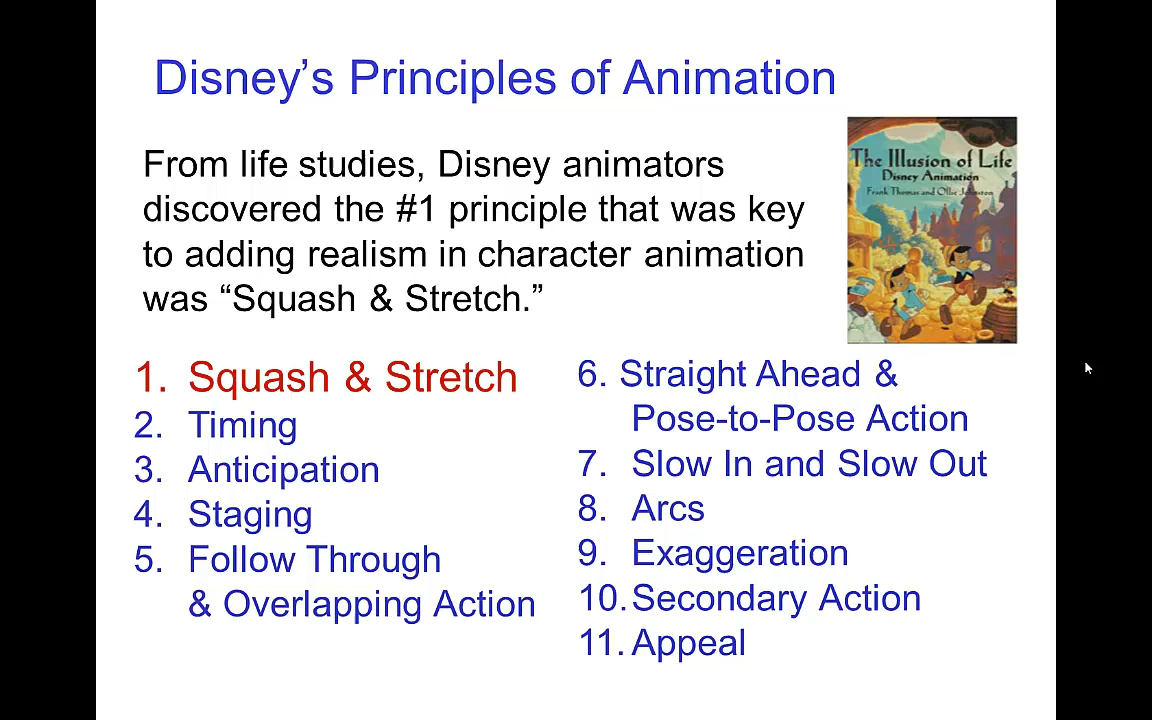 Disney’s Principles of Animation
From life studies, Disney animators
discovered the #1 principle that was key
to adding realism in character animation
was “Squash & Stretch.”
The Illusion of Life
Disney Animation
Frank Thomas and Ollie Johnston
1. Squash & Stretch
2. Timing
3. Anticipation
4. Staging
5. Follow Through
& Overlapping Action
6. Straight Ahead &
Pose-to-Pose Action
7. Slow In and Slow Out
8. Arcs
9. Exaggeration
10. Secondary Action
11. Appeal